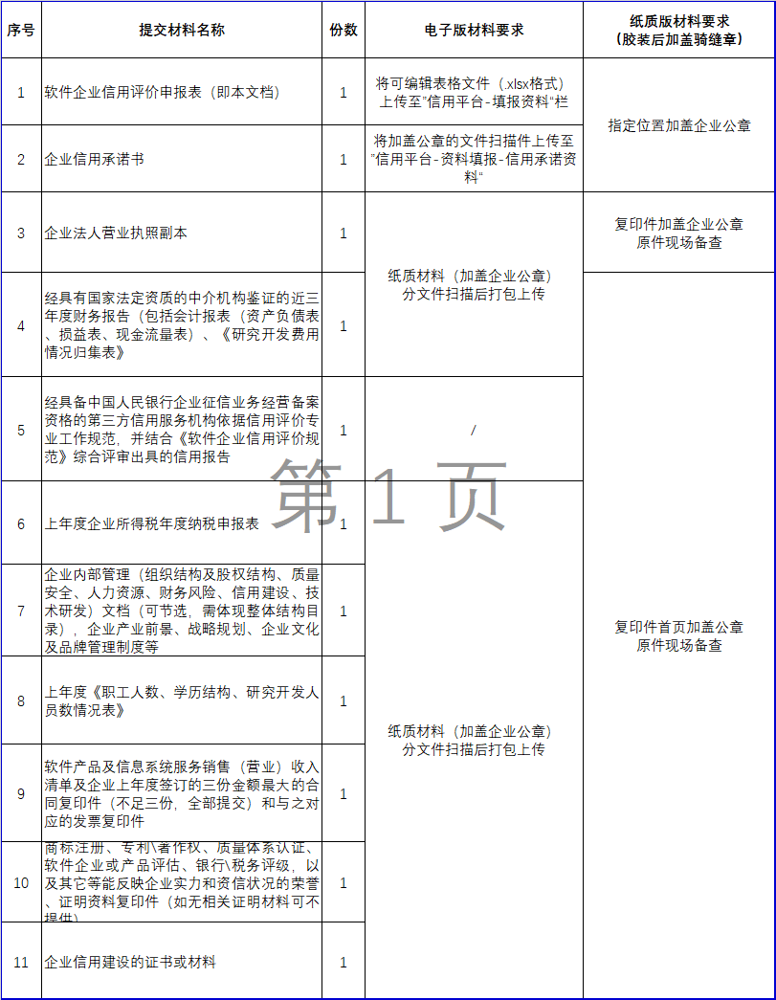 序号
提交材料名称
份数
电子版材料要求
纸质版材料要求
（胶装后加盖骑缝章）
1
软件企业信用评价申报表（即本文档）
1
将可编辑表格文件（.xlsx格式）
上传至”信用平台-填报资料“栏
指定位置加盖企业公章
2
企业信用承诺书
1
将加盖公章的文件扫描件上传至
”信用平台-资料填报-信用承诺资
料“
3
企业法人营业执照副本
1
纸质材料（加盖企业公章）
分文件扫描后打包上传
复印件加盖企业公章
原件现场备查
4
经具有国家法定资质的中介机构鉴证的近三
年度财务报告（包括会计报表（资产负债表
、损益表、现金流量表）、《研究开发费用
情况归集表》
1
复印件首页加盖公章
原件现场备查
5
经具备中国人民银行企业征信业务经营备案
资格的第三方信用服务机构依据信用评价专
业工作规范，并结合《软件企业信用评价规
范》综合评审出具的信用报告
1
/
第 1 页
6
上年度企业所得税年度纳税申报表
1
/
纸质材料（加盖企业公章）
分文件扫描后打包上传
7
企业内部管理（组织结构及股权结构、质量
安全、人力资源、财务风险、信用建设、技
术研发）文档（可节选，需体现整体结构目
录），企业产业前景、战略规划、企业文化
及品牌管理制度等
1
8
上年度《职工人数、学历结构、研究开发人
员数情况表》
1
9
软件产品及信息系统服务销售（营业）收入
清单及企业上年度签订的三份金额最大的合
同复印件（不足三份，全部提交）和与之对
应的发票复印件
1
10
商标注册、专利\著作权、质量体系认证、
软件企业或产品评估、银行\税务评级，以
及其它等能反映企业实力和资信状况的荣誉
、证明资料复印件（如无相关证明材料可不
提供）
1
11
企业信用建设的证书或材料
1